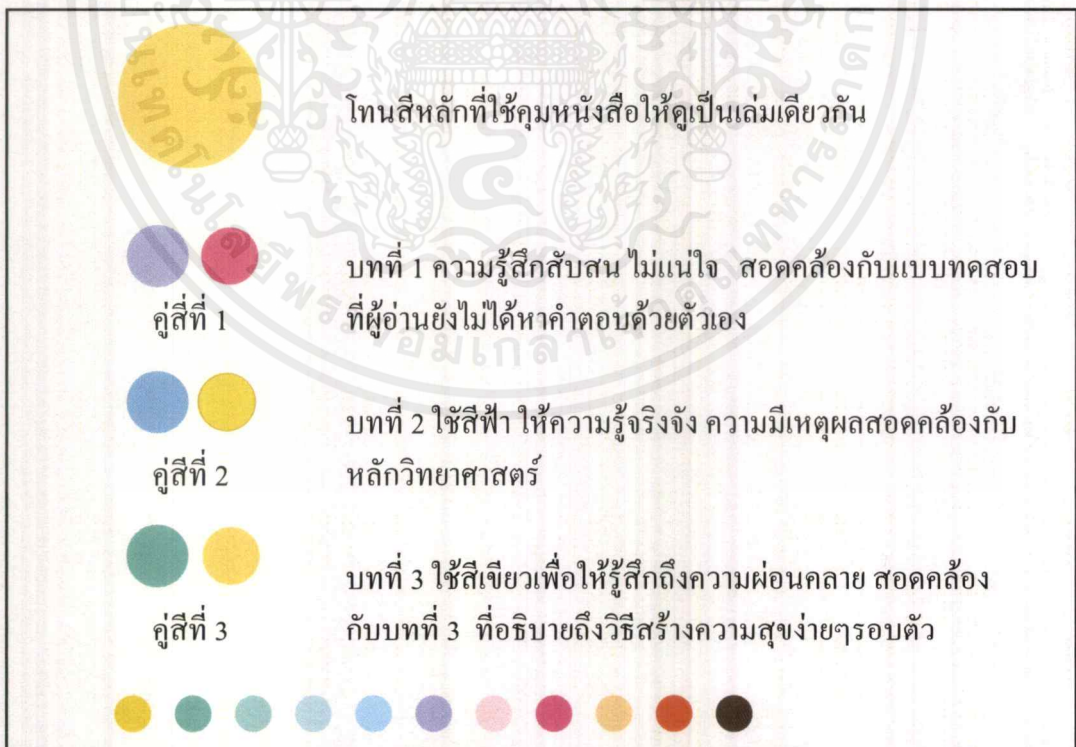 โทนสีหลักที่ใช้คุมหนังสือให้ดูเป็นเล่มเดียวกัน
บทที่ 1 ความรู้สึกสับสน ไม่แน่ใจ สอดคล้องกับแบบทดสอบ
ที่ผู้อ่านยังไม่ได้หาคำตอบด้วยตัวเอง
คู่สี่ที่ 1
บทที่ 2 ใช้สีฟ้า ให้ความรู้จริงจัง ความมีเหตุผลสอดคล้องกับ
หลักวิทยาศาสตร์
คู่สีที่ 2
บทที่ 3 ใช้สีเขียวเพื่อให้รู้สึกถึงความผ่อนคลาย สอดคล้อง
กับบทที่ 3 ที่อธิบายถึงวิธีสร้างความสุขง่ายๆรอบตัว
คู่สีที่ 3